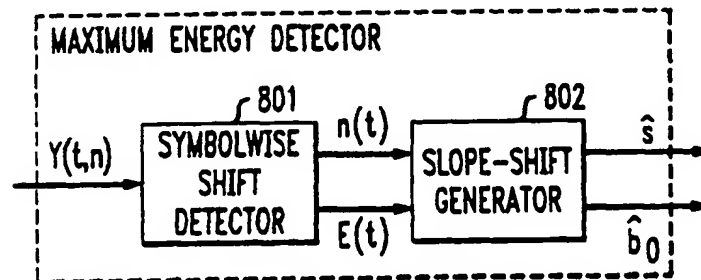 MAXIMUM ENERGY DETECTOR
801
802
Y(t,n)
SYMBOLWISE
SHIFT
DETECTOR
n(t)
E(t)
SLOPE-SHIFT
GENERATOR
ŝ
b̂₀